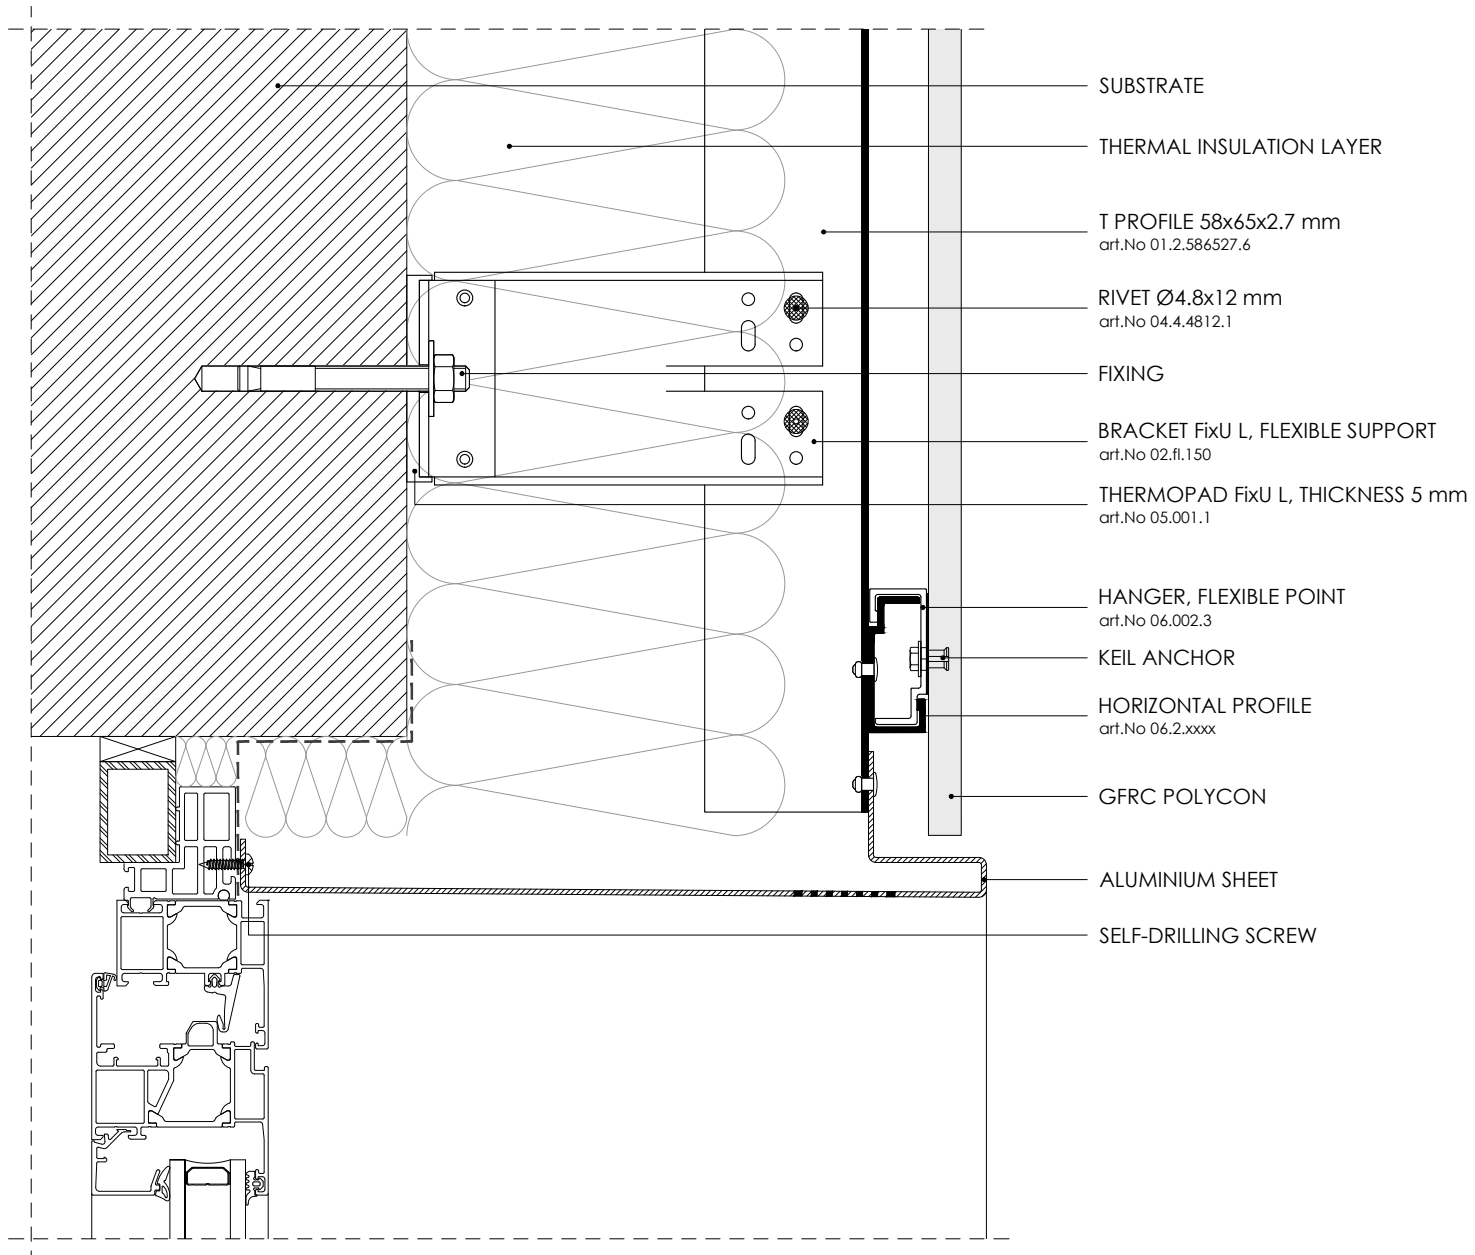 SUBSTRATE
THERMAL INSULATION LAYER
T PROFILE 58x65x2.7 mm
art.No 01.2.586527.6
RIVET Ø4.8x12 mm
art.No 04.4.4812.1
FIXING
BRACKET FixU L, FLEXIBLE SUPPORT
art.No 02.fl.150
THERMOPAD FixU L, THICKNESS 5 mm
art.No 05.001.1
HANGER, FLEXIBLE POINT
art.No 06.002.3
KEIL ANCHOR
HORIZONTAL PROFILE
art.No 06.2.xxxx
GFRC POLYCON
ALUMINIUM SHEET
SELF-DRILLING SCREW